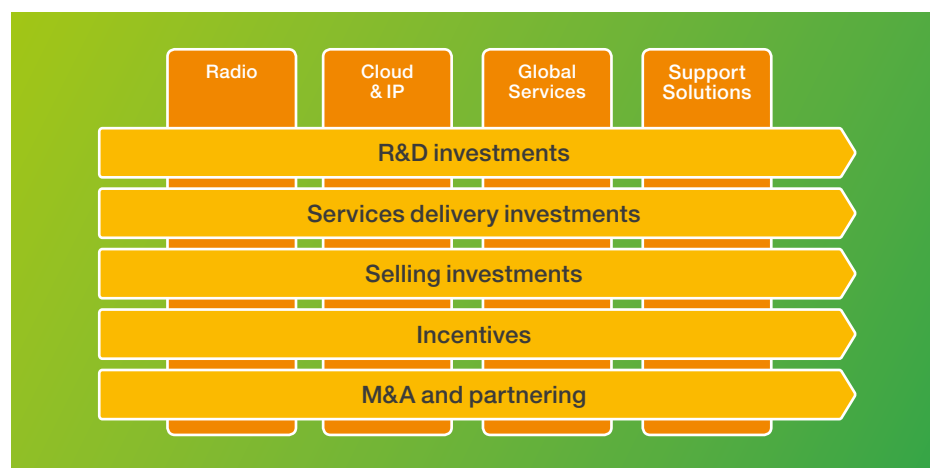 Radio
Cloud
& IP
Global
Services
Support
Solutions
R&D investments
Services delivery investments
Selling investments
Incentives
M&A and partnering